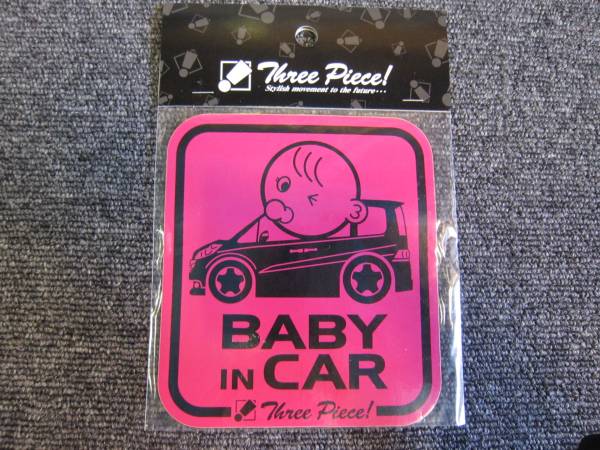 Three Piece!
Stylish movement to the future・・・
BABY
IN CAR
Three Piece!